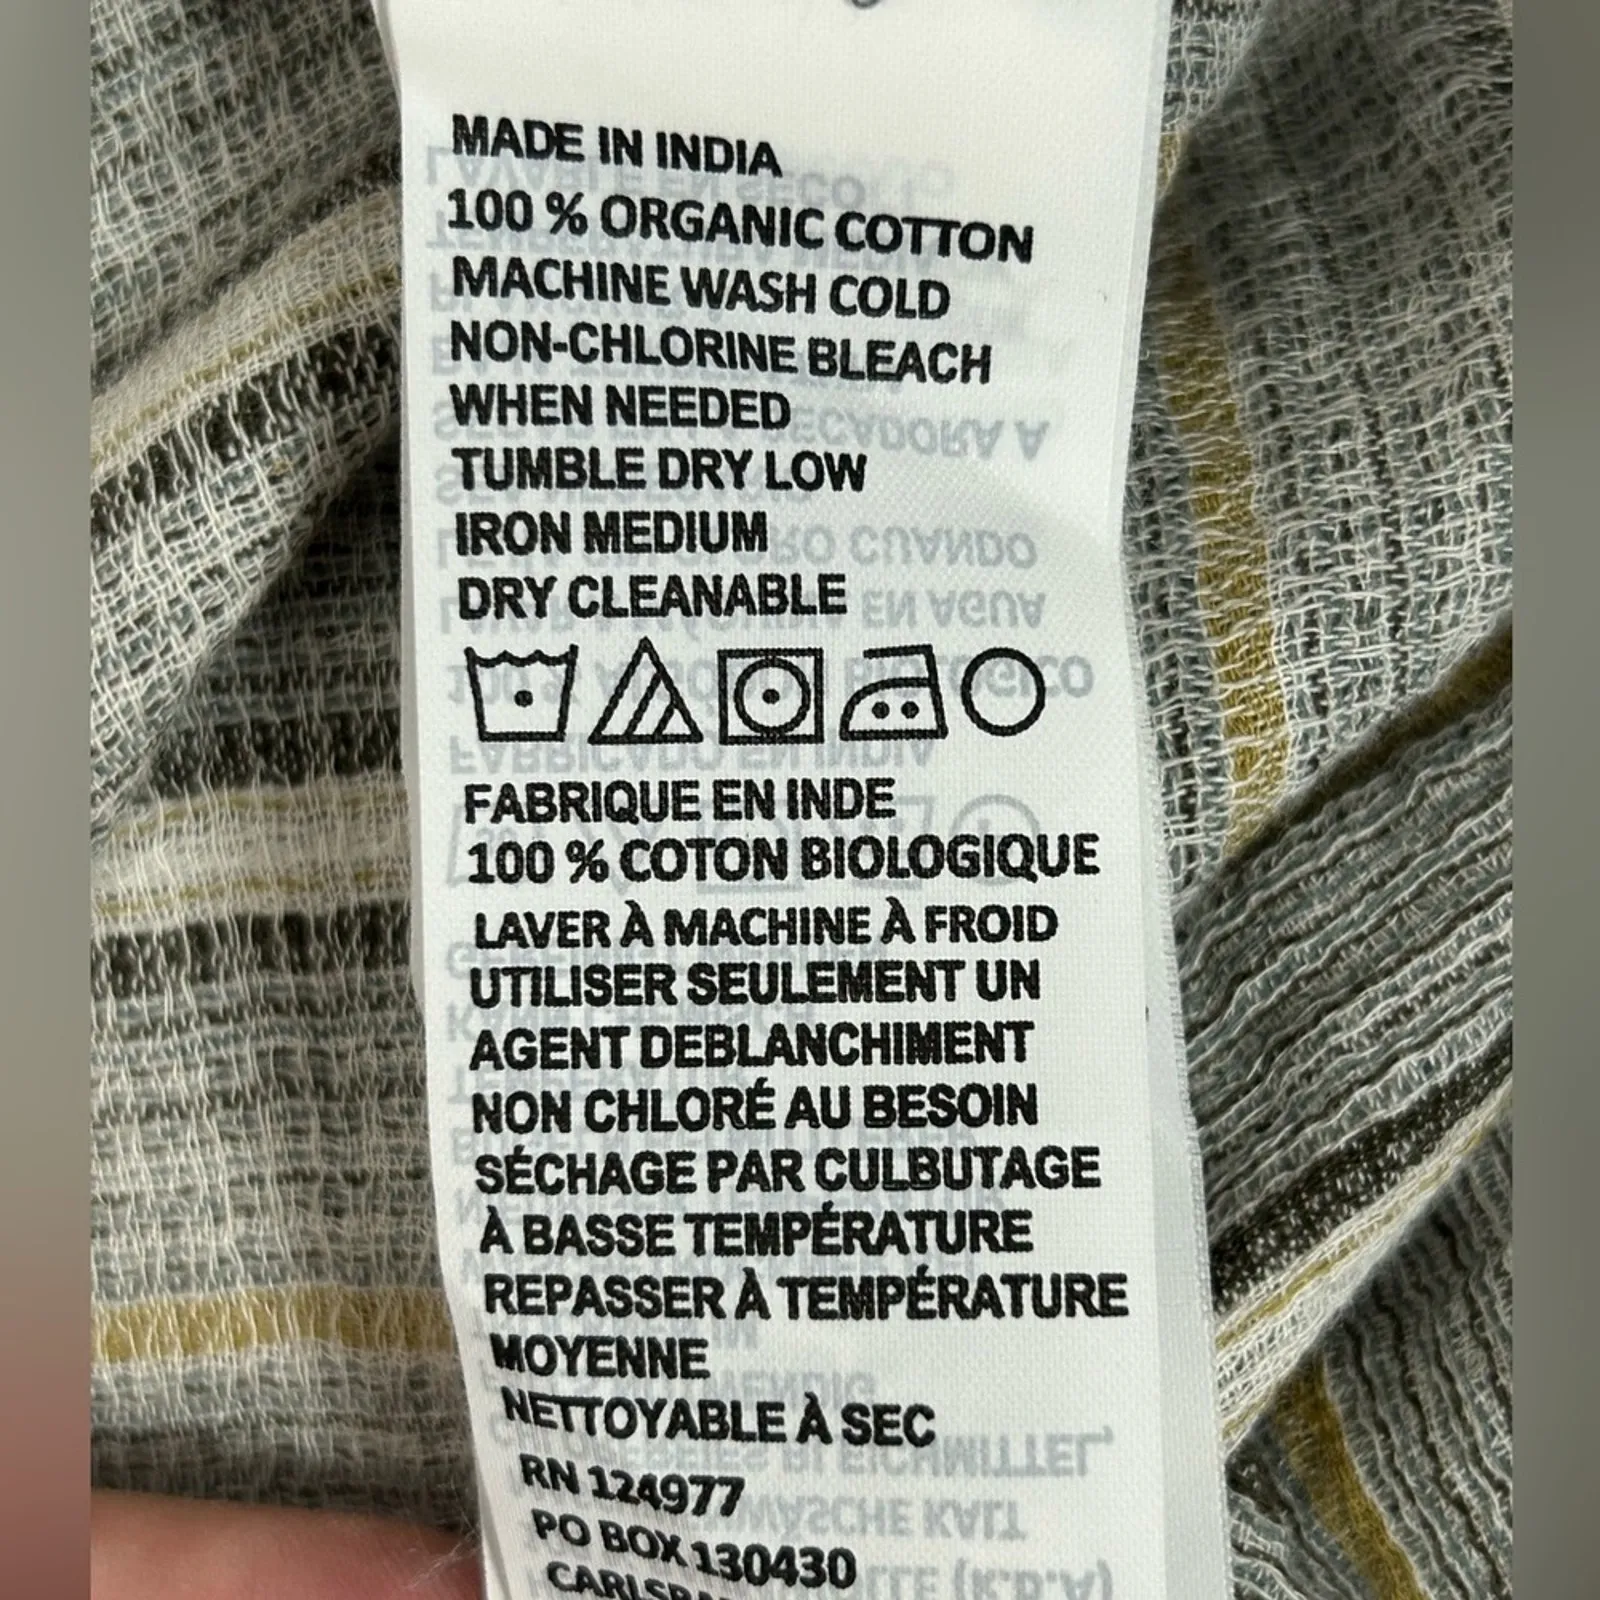 MADE IN INDIA
100 % ORGANIC COTTON
MACHINE WASH COLD
NON-CHLORINE BLEACH
WHEN NEEDED
TUMBLE DRY LOW
IRON MEDIUM
DRY CLEANABLE
FABRIQUE EN INDE
100 % COTON BIOLOGIQUE
LAVER À MACHINE À FROID
UTILISER SEULEMENT UN
AGENT DEBLANCHIMENT
NON CHLORÉ AU BESOIN
SÉCHAGE PAR CULBUTAGE
À BASSE TEMPÉRATURE
REPASSER À TEMPÉRATURE
MOYENNE
NETTOYABLE À SEC
RN 124977
PO BOX 130430